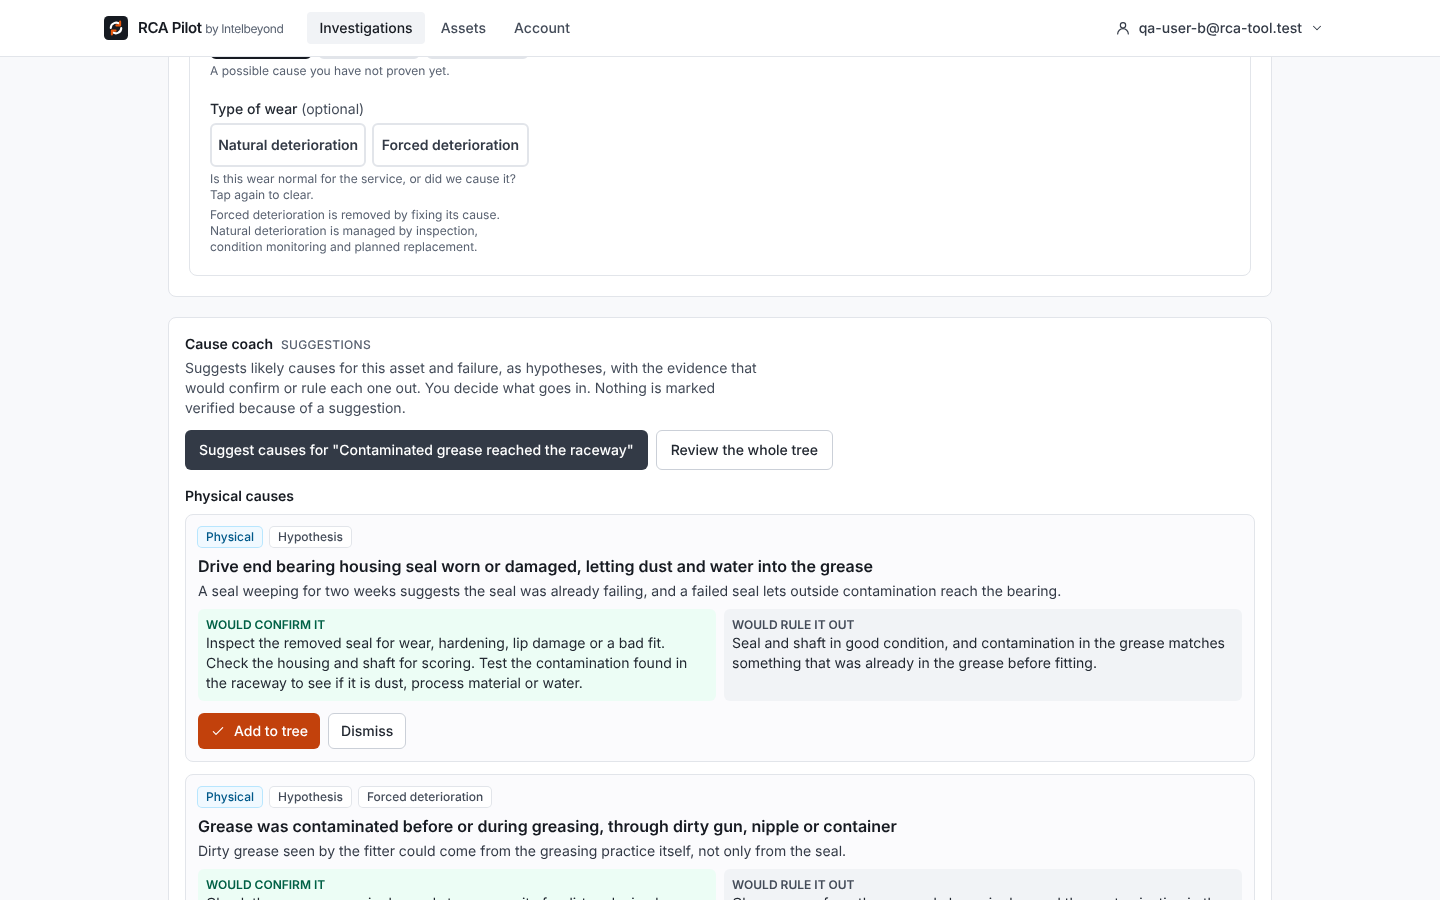 RCA Pilot by Intelbeyond
Investigations
Assets
Account
qa-user-b@rca-tool.test
A possible cause you have not proven yet.
Type of wear (optional)
Natural deterioration
Forced deterioration
Is this wear normal for the service, or did we cause it?
Tap again to clear.
Forced deterioration is removed by fixing its cause.
Natural deterioration is managed by inspection,
condition monitoring and planned replacement.
Cause coach SUGGESTIONS
Suggests likely causes for this asset and failure, as hypotheses, with the evidence that
would confirm or rule each one out. You decide what goes in. Nothing is marked
verified because of a suggestion.
Suggest causes for "Contaminated grease reached the raceway"
Review the whole tree
Physical causes
Physical
Hypothesis
Drive end bearing housing seal worn or damaged, letting dust and water into the grease
A seal weeping for two weeks suggests the seal was already failing, and a failed seal lets outside contamination reach the bearing.
WOULD CONFIRM IT
Inspect the removed seal for wear, hardening, lip damage or a bad fit.
Check the housing and shaft for scoring. Test the contamination found in
the raceway to see if it is dust, process material or water.
WOULD RULE IT OUT
Seal and shaft in good condition, and contamination in the grease matches
something that was already in the grease before fitting.
Add to tree
Dismiss
Physical
Hypothesis
Forced deterioration
Grease was contaminated before or during greasing, through dirty gun, nipple or container
Dirty grease seen by the fitter could come from the greasing practice itself, not only from the seal.
WOULD CONFIRM IT
WOULD RULE IT OUT